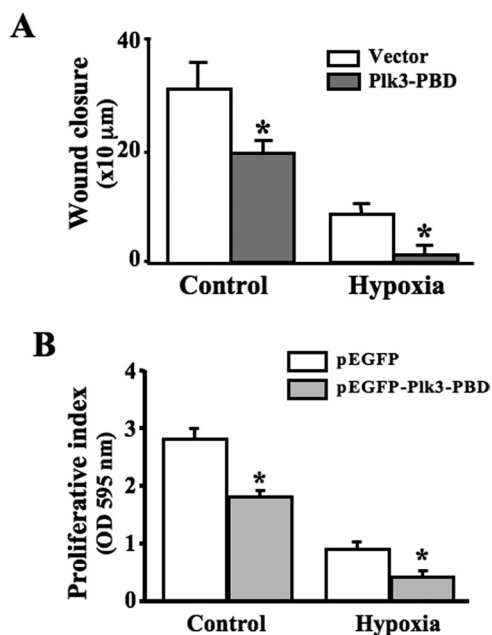 A
Wound closure
(x10 μm)
40
20
0
Vector
Plk3-PBD
*
*
Control
Hypoxia
B
Proliferative index
(OD 595 nm)
4
3
2
1
0
pEGFP
pEGFP-Plk3-PBD
*
*
Control
Hypoxia